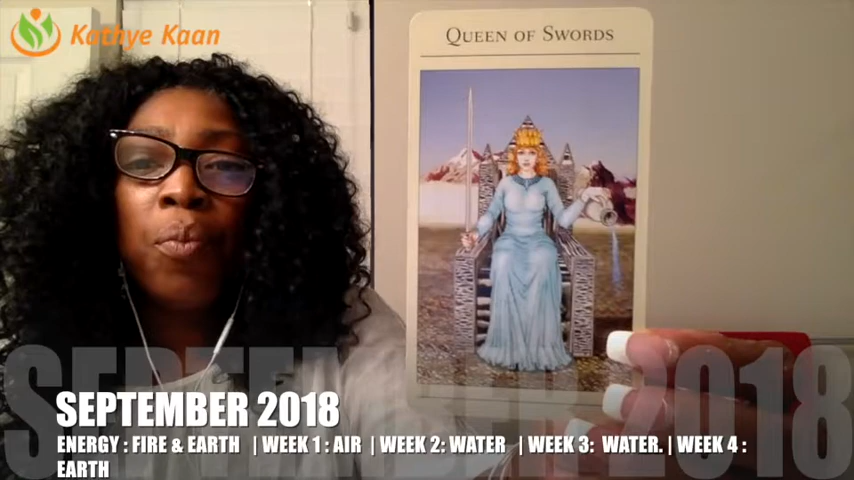 Kathye Kaan
QUEEN OF SWORDS
SEPTEMBER 2018
SEPTEMBER 2018
ENERGY : FIRE & EARTH | WEEK 1 : AIR | WEEK 2: WATER | WEEK 3: WATER. | WEEK 4 :
EARTH